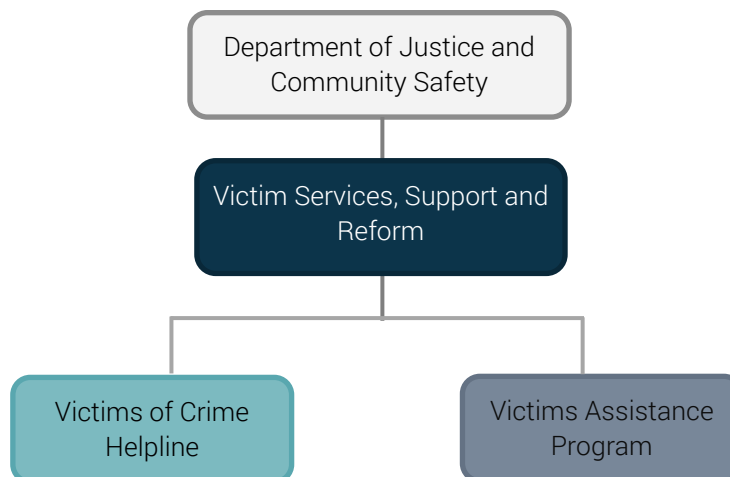 Department of Justice and
Community Safety
Victim Services, Support and
Reform
Victims of Crime
Helpline
Victims Assistance
Program